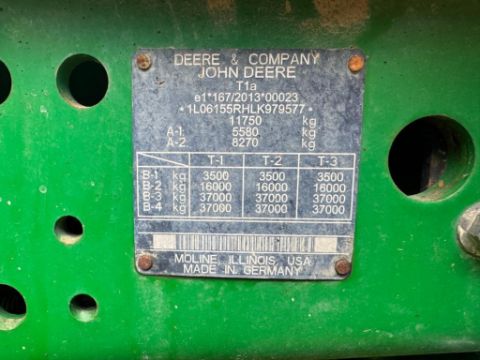 DEERE & COMPANY
JOHN DEERE
T1a
e1*167/2013*00023
*1L06155RHLK979577*
11750 kg
A-1 5580 kg
A-2 8270 kg
T-1 T-2 T-3
B-1 kg 3500 3500 3500
B-2 kg 16000 16000 16000
B-3 kg 37000 37000 37000
B-4 kg 37000 37000 37000
MOLINE, ILLINOIS, USA
MADE IN GERMANY